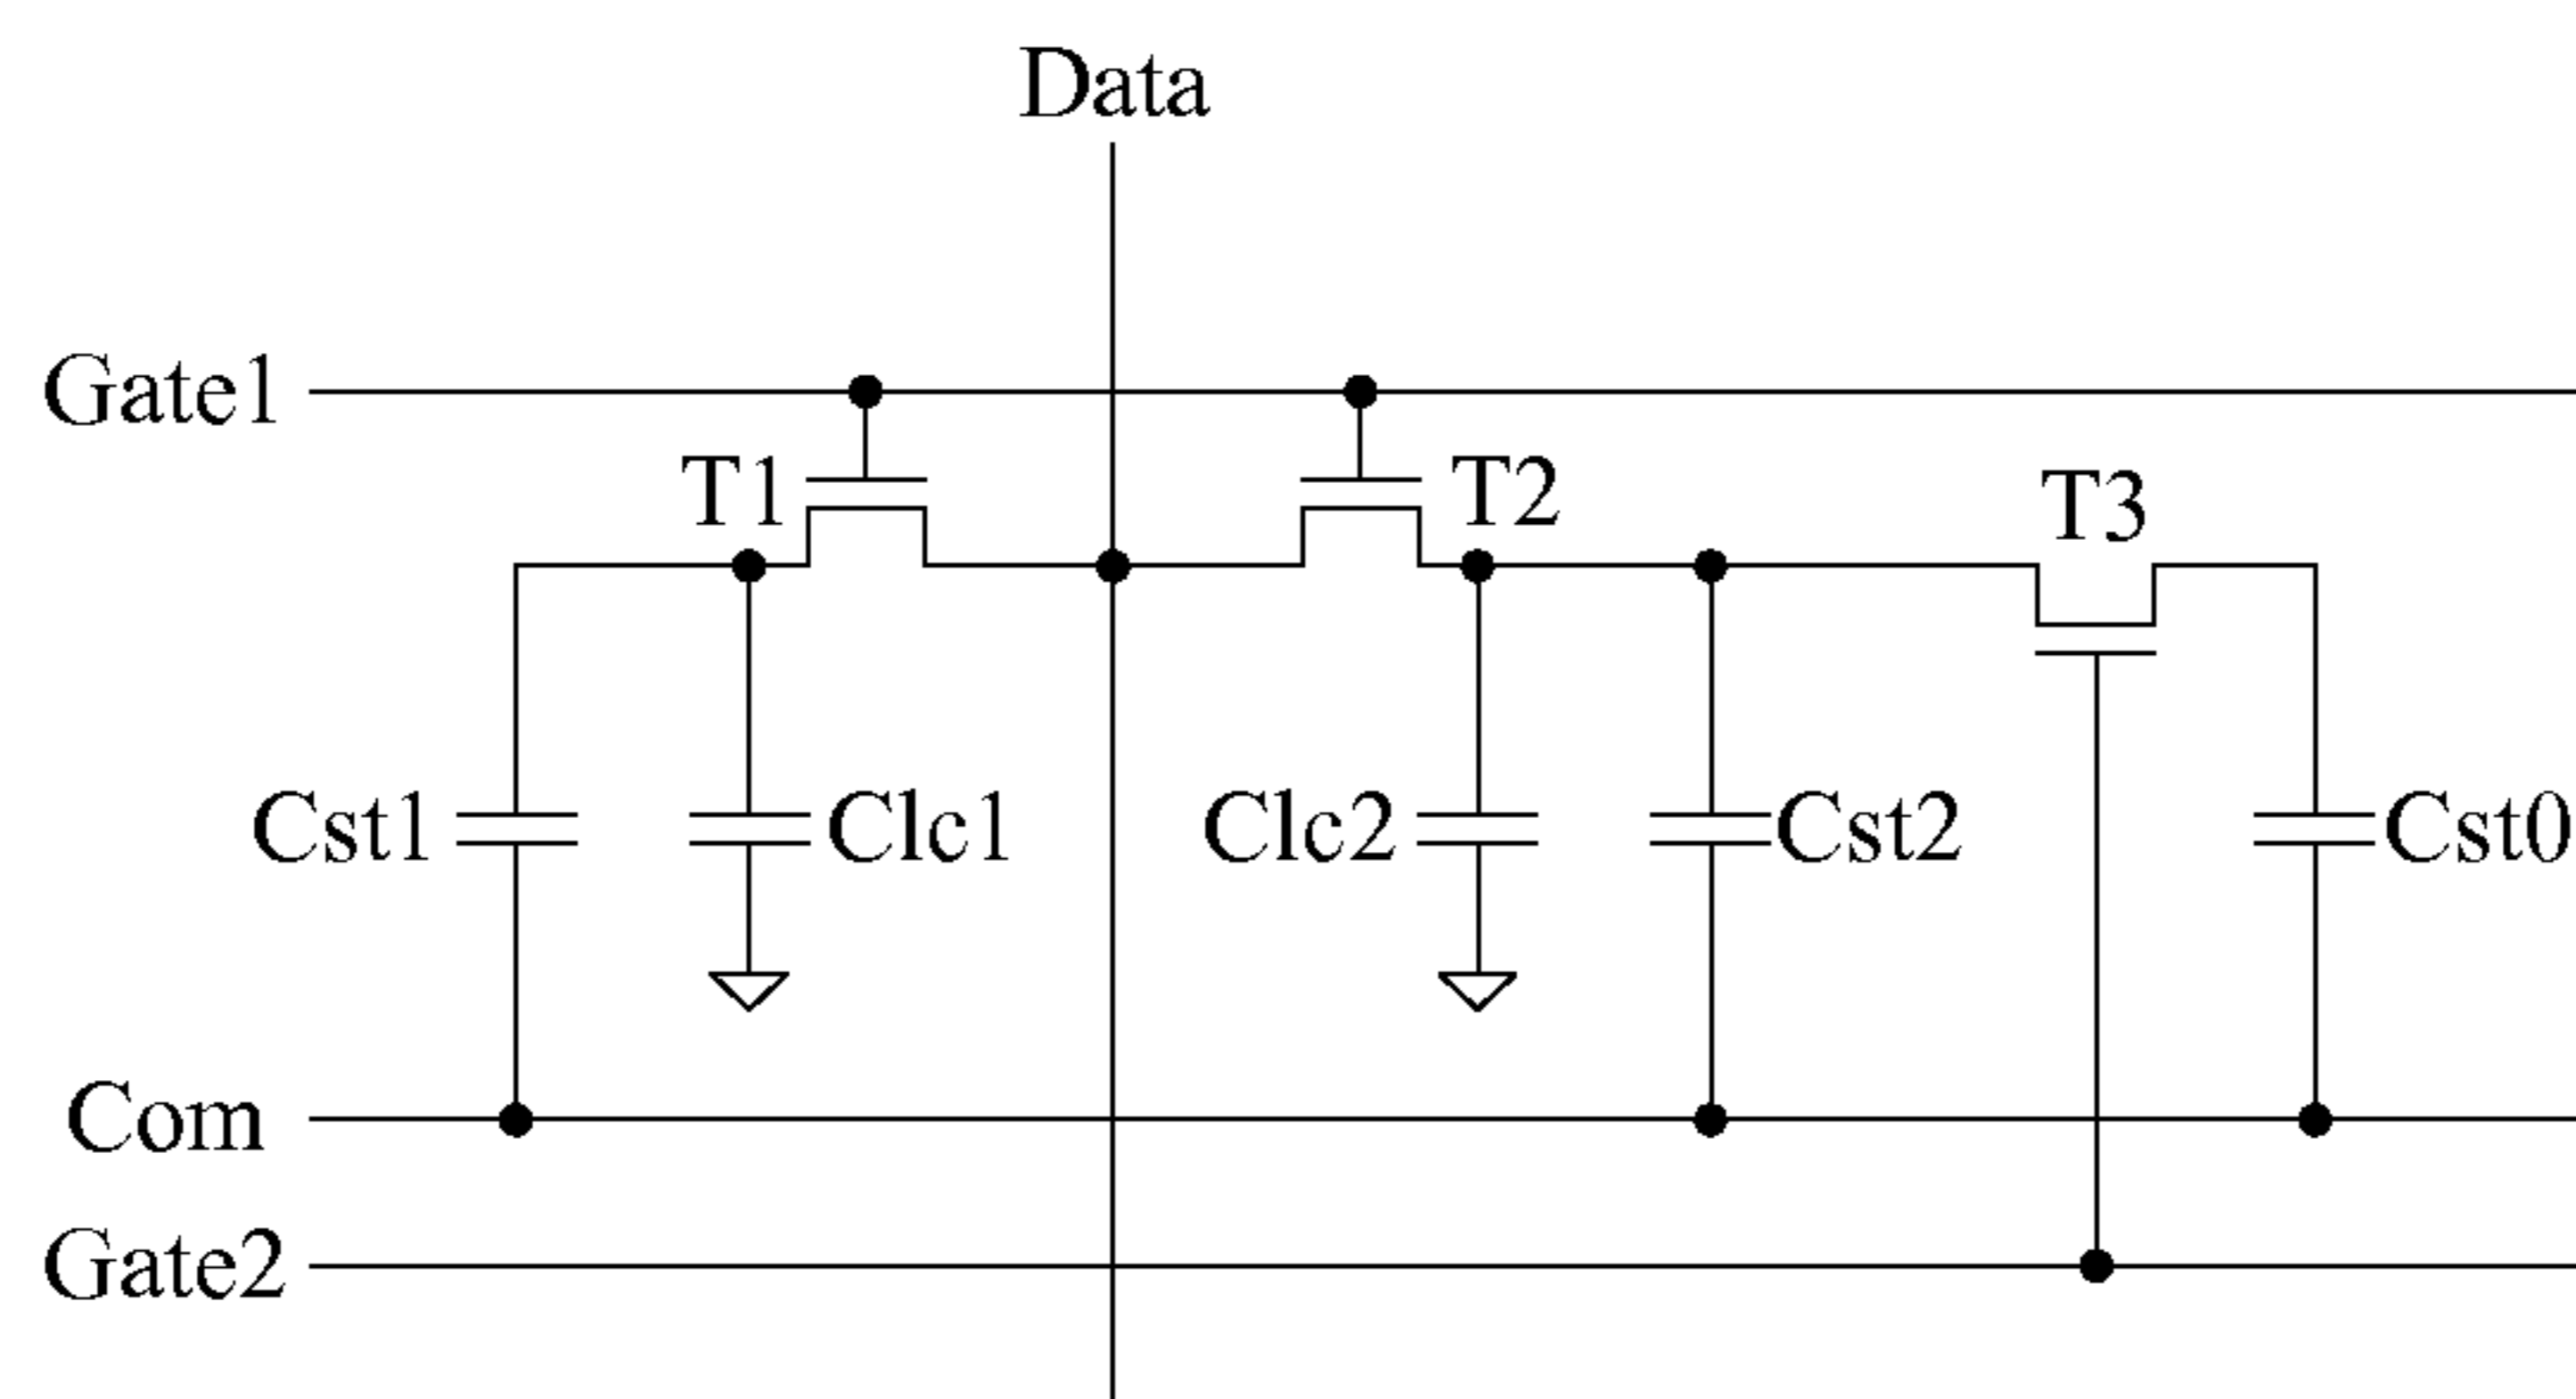 Data
Gate1
T1
T2
T3
Cst1
Clc1
Clc2
Cst2
Cst0
Com
Gate2